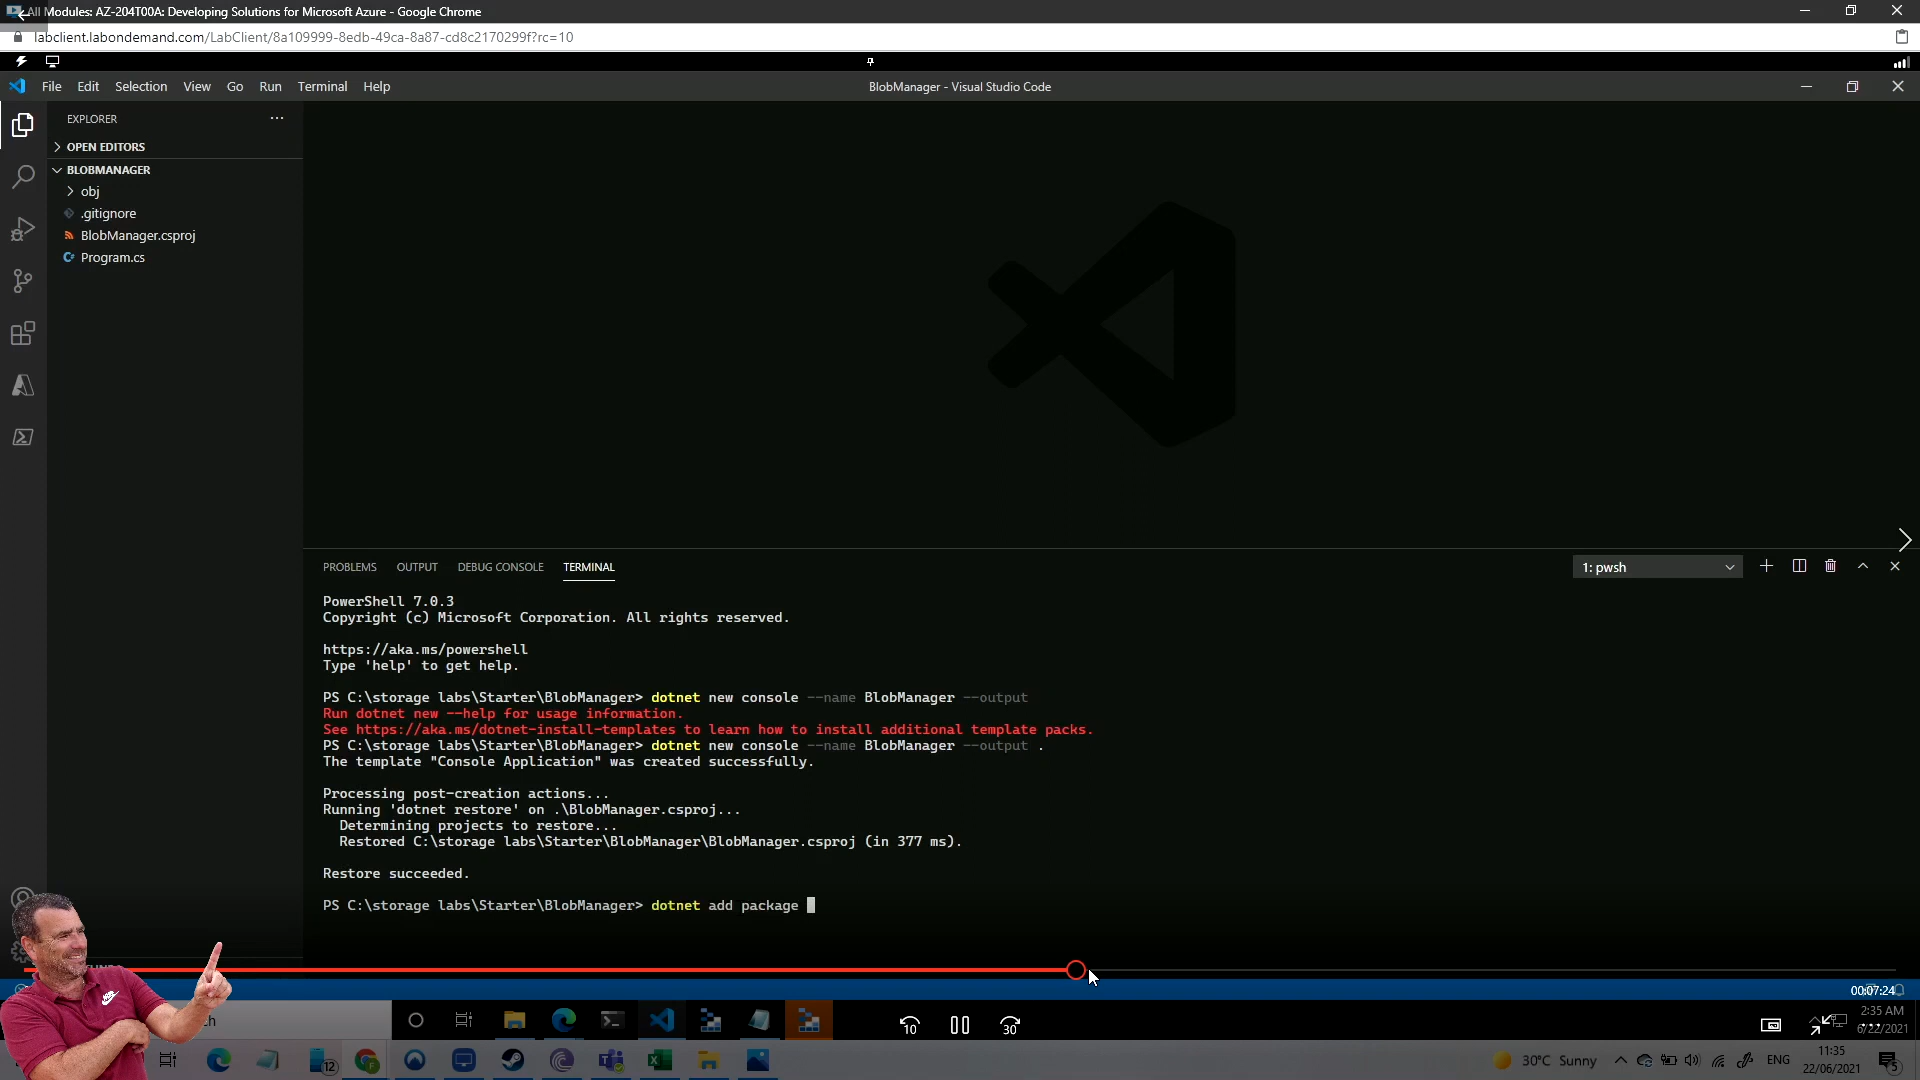 All Modules: AZ-204T00A: Developing Solutions for Microsoft Azure - Google Chrome
labclient.labondemand.com/LabClient/8a109999-8edb-49ca-8a87-cd8c2170299f?rc=10
File Edit Selection View Go Run Terminal Help
BlobManager - Visual Studio Code
EXPLORER
OPEN EDITORS
BLOBMANAGER
obj
.gitignore
BlobManager.csproj
C# Program.cs
PROBLEMS OUTPUT DEBUG CONSOLE TERMINAL
1: pwsh
PowerShell 7.0.3
Copyright (c) Microsoft Corporation. All rights reserved.
https://aka.ms/powershell
Type 'help' to get help.
PS C:\storage labs\Starter\BlobManager> dotnet new console --name BlobManager --output
Run dotnet new --help for usage information.
See https://aka.ms/dotnet-install-templates to learn how to install additional template packs.
PS C:\storage labs\Starter\BlobManager> dotnet new console --name BlobManager --output .
The template "Console Application" was created successfully.
Processing post-creation actions...
Running 'dotnet restore' on .\BlobManager.csproj...
Determining projects to restore...
Restored C:\storage labs\Starter\BlobManager\BlobManager.csproj (in 377 ms).
Restore succeeded.
PS C:\storage labs\Starter\BlobManager> dotnet add package
00:07:24
ch
10
30
2:35 AM
6/22/2021
12
30°C Sunny
ENG
11:35
22/06/2021
5